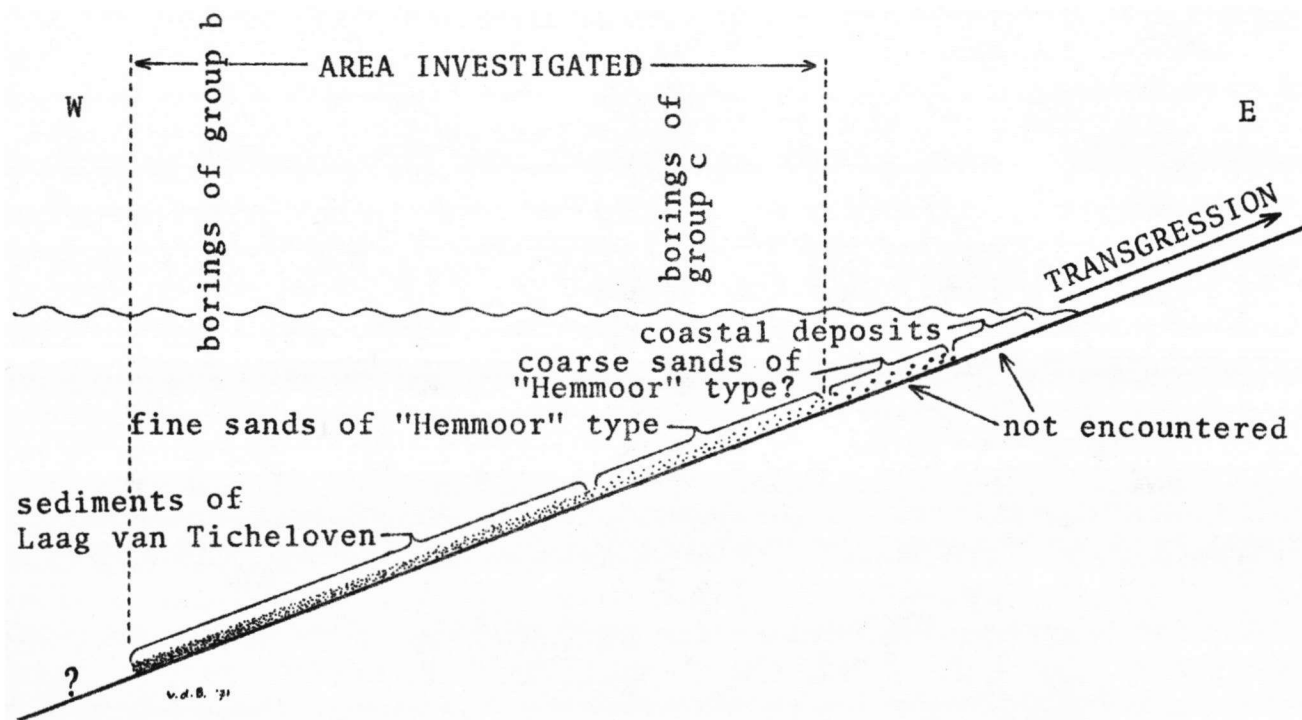 borings of group b
AREA INVESTIGATED
W
borings of
group c
E
TRANSGRESSION
coastal deposits
coarse sands of
"Hemmoor" type?
fine sands of "Hemmoor" type
not encountered
sediments of
Laag van Ticheloven
?
v.d.B. '71